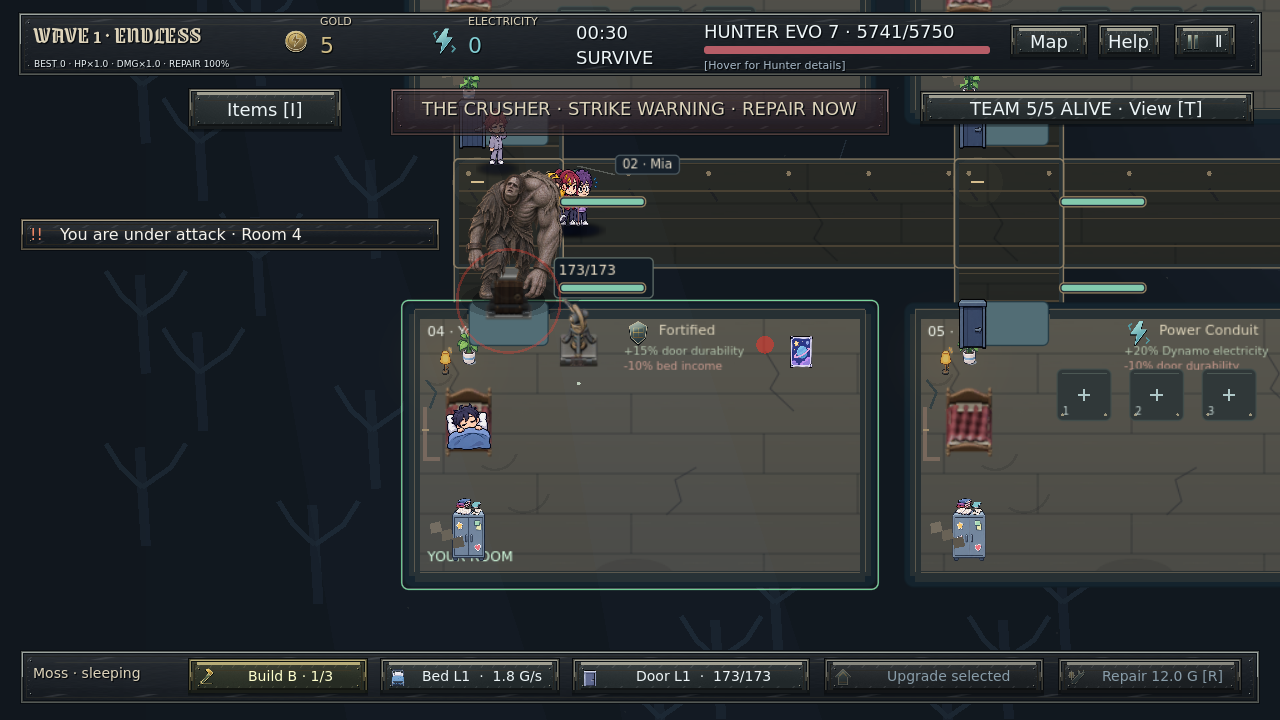 WAVE 1 · ENDLESS
BEST 0 · HP×1.0 · DMG×1.0 · REPAIR 100%
GOLD
5
ELECTRICITY
0
00:30
SURVIVE
HUNTER EVO 7 · 5741/5750
[Hover for Hunter details]
Map
Help
II
Items [I]
THE CRUSHER · STRIKE WARNING · REPAIR NOW
TEAM 5/5 ALIVE · View [T]
02 · Mia
!! You are under attack · Room 4
173/173
04 ·
Fortified
+15% door durability
-10% bed income
05 ·
Power Conduit
+20% Dynamo electricity
-10% door durability
+ + +
1 2 3
YOUR ROOM
Moss · sleeping
Build B · 1/3
Bed L1 · 1.8 G/s
Door L1 · 173/173
Upgrade selected
Repair 12.0 G [R]